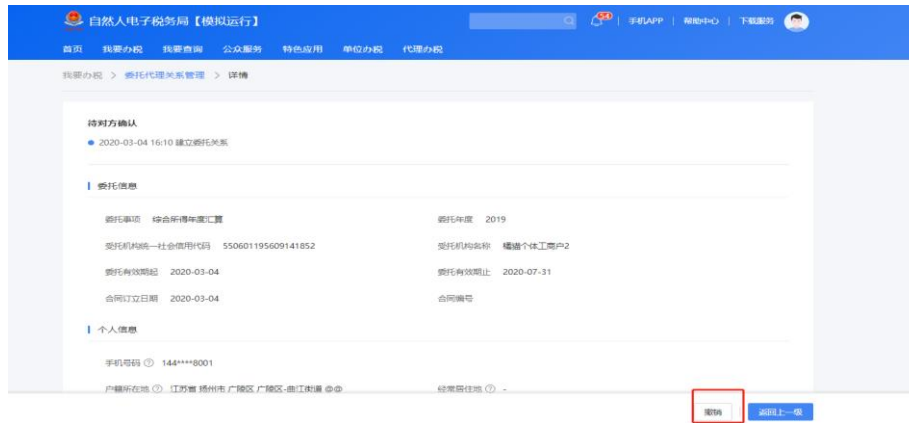 自然人电子税务局【模拟运行】
手机APP | 帮助中心 | 下载服务
首页 我要办税 我要查询 公众服务 特色应用 单位办税 代理办税
我要办税 > 委托代理关系管理 > 详情
待对方确认
2020-03-04 16:10 建立委托关系
委托信息
委托事项 综合所得年度汇算 委托年度 2019
受托机构统一社会信用代码 550601195609141852 受托机构名称 橘猫个体工商户2
委托有效期起 2020-03-04 委托有效期止 2020-07-31
合同订立日期 2020-03-04 合同编号
个人信息
手机号码 144****8001
户籍所在地 江苏省 扬州市 广陵区 广陵区-曲江街道 @@ 经常居住地 -
撤销 返回上一级